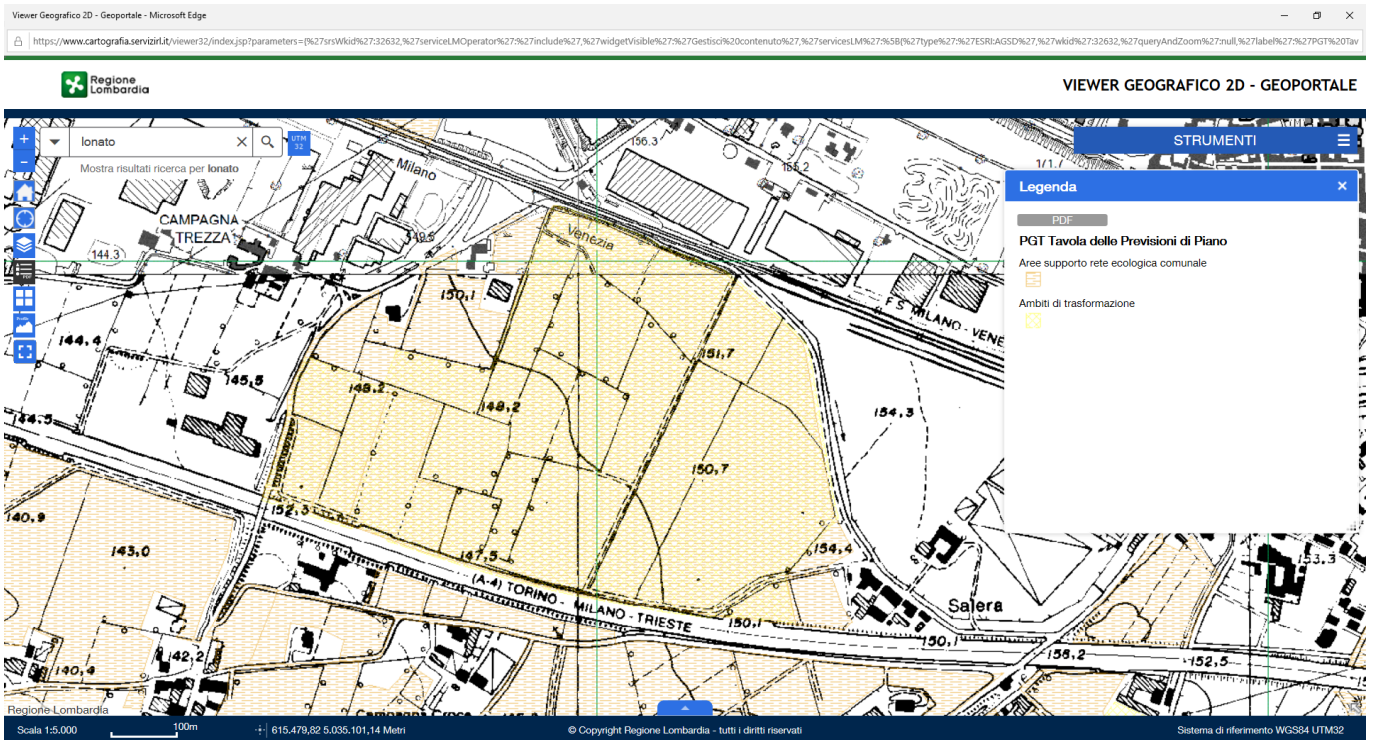 Viewer Geografico 2D - Geoportale - Microsoft Edge
https://www.cartografia.servizirl.it/viewer32/index.jsp?parameters={%27srsWkid%27:32632,%27serviceLMOperator%27:%27include%27,%27widgetVisible%27:%27Gestisci%20contenuto%27,%27servicesLM%27:%5B{%27type%27:%27ESRI:AGSD%27,%27wkid%27:32632,%27queryAndZoom%27:null,%27label%27:%27PGT%20Tav
Regione
Lombardia
VIEWER GEOGRAFICO 2D - GEOPORTALE
lonato
UTM
32
Mostra risultati ricerca per lonato
STRUMENTI
Legenda
PDF
PGT Tavola delle Previsioni di Piano
Aree supporto rete ecologica comunale
Ambiti di trasformazione
156.3
155.2
171.7
Milano
CAMPAGNA
TREZZA
Venezia
144.3
149.5
150,1
F S MILANO - VENE
144,4
151,7
145,5
148,2
148,2
154,3
144.5
150,7
152,3
140,9
143,0
147,5
154,4
153,3
(A-4) TORINO - MILANO - TRIESTE
150,1
Salera
150,1
142,2
158,2
152,5
140,4
Regione Lombardia
Scala 1:5.000
100m
615.479,82 5.035.101,14 Metri
© Copyright Regione Lombardia - tutti i diritti riservati
Sistema di riferimento WGS84 UTM32